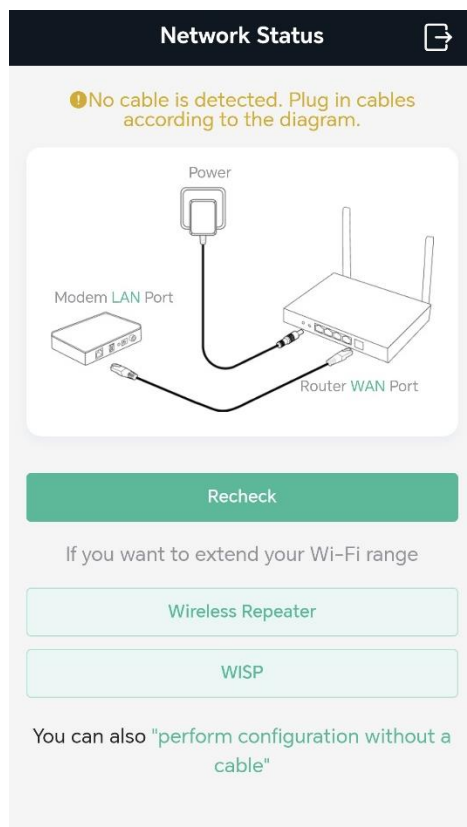 Network Status
No cable is detected. Plug in cables
according to the diagram.
Power
Modem LAN Port
Router WAN Port
Recheck
If you want to extend your Wi-Fi range
Wireless Repeater
WISP
You can also "perform configuration without a
cable"